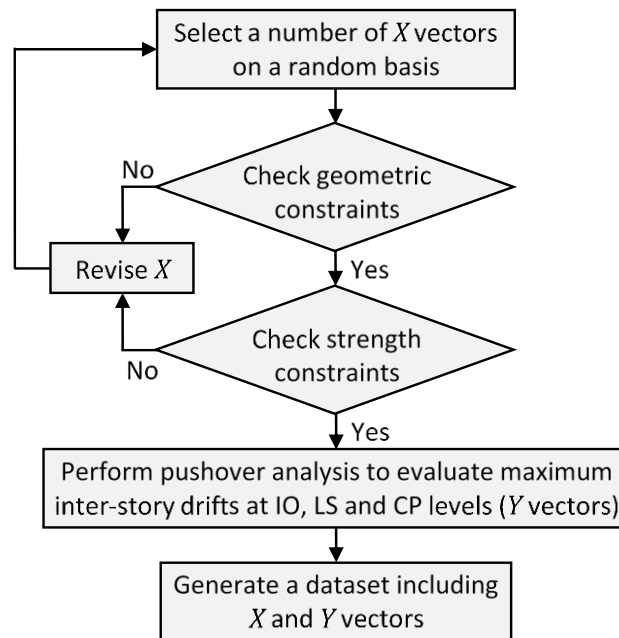 Select a number of X vectors
on a random basis
No
Check geometric
constraints
Revise X
Yes
Check strength
constraints
No
Yes
Perform pushover analysis to evaluate maximum
inter-story drifts at IO, LS and CP levels (Y vectors)
Generate a dataset including
X and Y vectors